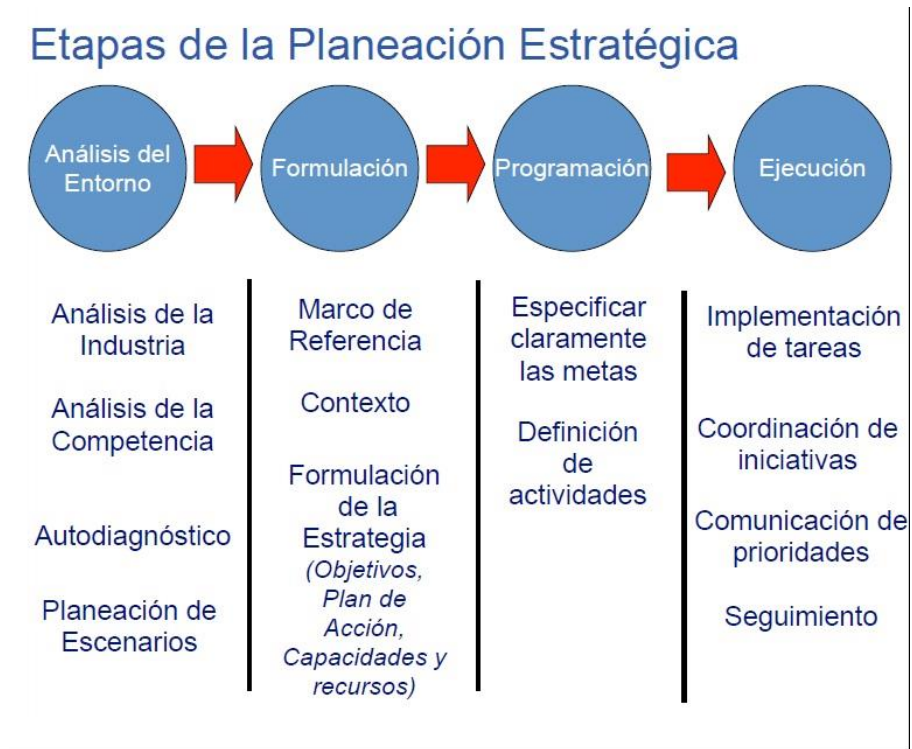 Etapas de la Planeación Estratégica
Análisis del
Entorno
Formulación
Programación
Ejecución
Análisis de la
Industria
Análisis de la
Competencia
Autodiagnóstico
Planeación de
Escenarios
Marco de
Referencia
Contexto
Formulación
de la
Estrategia
(Objetivos,
Plan de
Acción,
Capacidades y
recursos)
Especificar
claramente
las metas
Definición
de
actividades
Implementación
de tareas
Coordinación de
iniciativas
Comunicación de
prioridades
Seguimiento